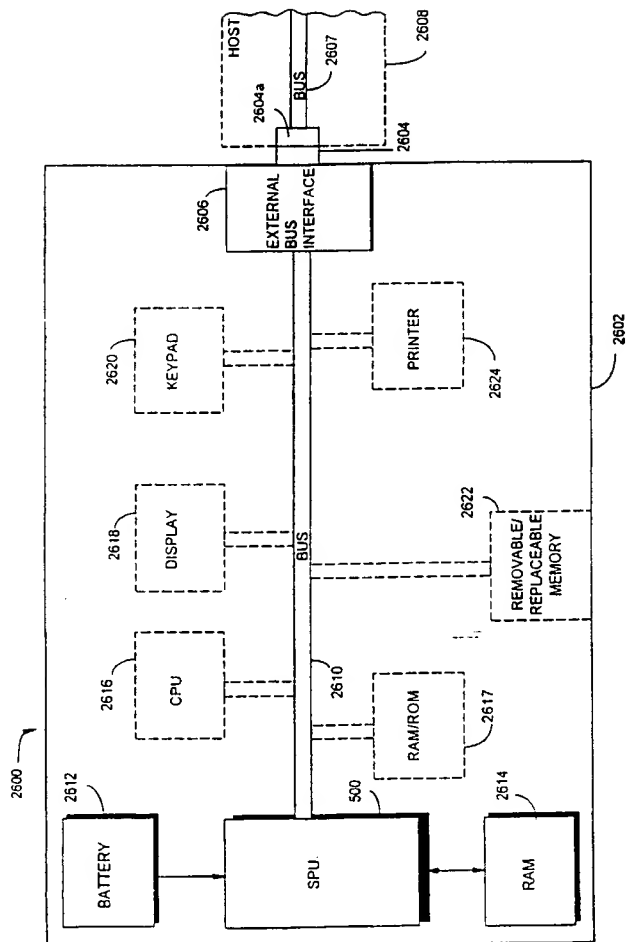 2600
2612
BATTERY
SPU
500
RAM
2614
2616
CPU
2610
RAM/ROM
2617
2618
DISPLAY
BUS
2622
REMOVABLE/
REPLACEABLE
MEMORY
2620
KEYPAD
PRINTER
2624
2602
2606
EXTERNAL
BUS
INTERFACE
2604a
2604
HOST
BUS
2607
2608